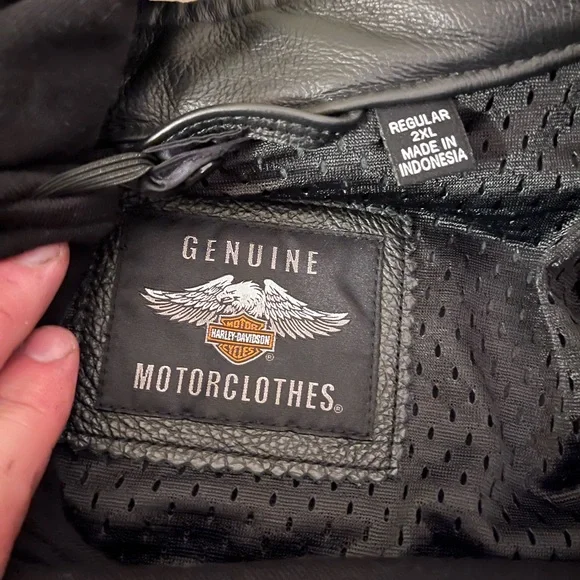 REGULAR
2XL
MADE IN
INDONESIA
GENUINE
MOTOR
HARLEY-DAVIDSON
CYCLES
®
MOTORCLOTHES®